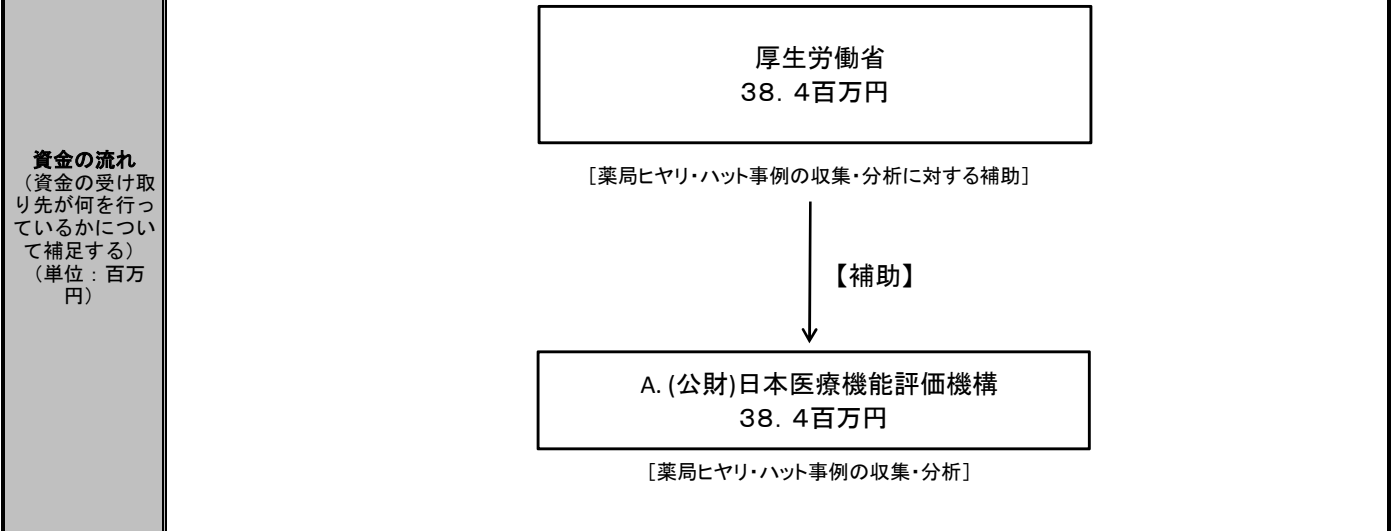 資金の流れ
（資金の受け取
り先が何を行っ
ているかについ
て補足する）
（単位：百万
円）
厚生労働省
３８．４百万円
［薬局ヒヤリ・ハット事例の収集・分析に対する補助］
【補助】
A. (公財)日本医療機能評価機構
３８．４百万円
［薬局ヒヤリ・ハット事例の収集・分析］